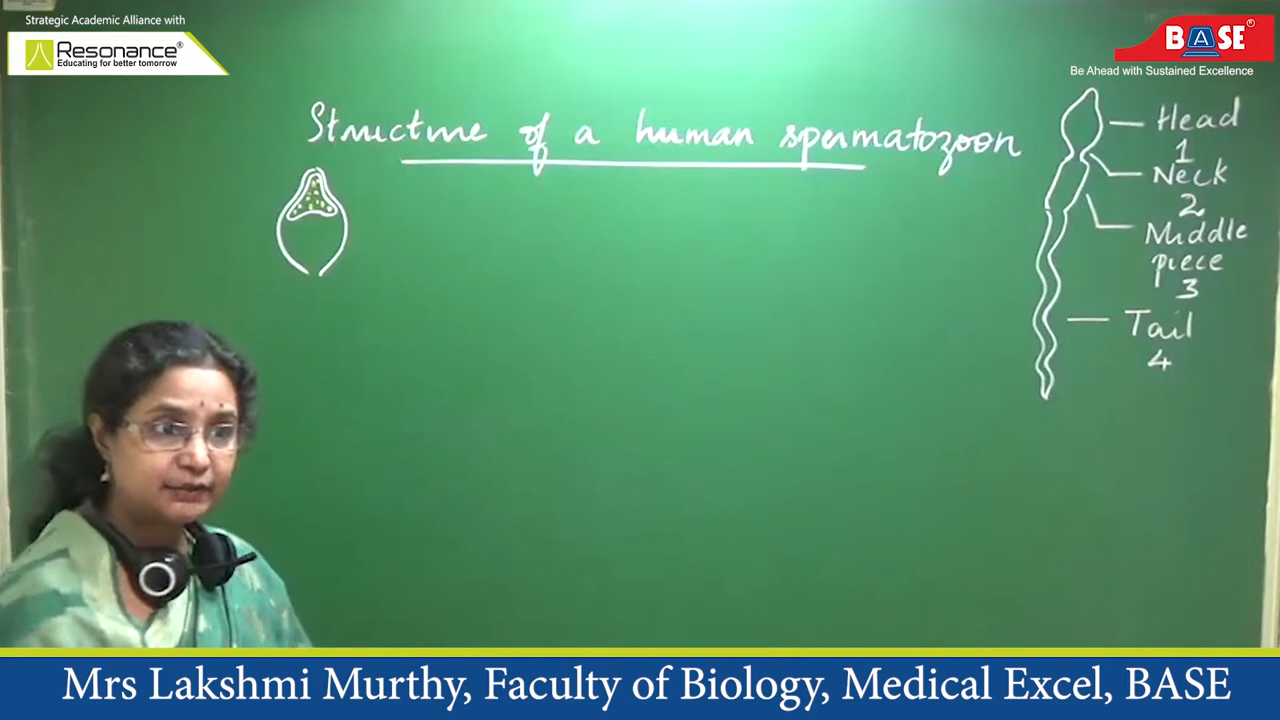 Strategic Academic Alliance with
Resonance®
Educating for better tomorrow
BASE®
Be Ahead with Sustained Excellence
Structure of a human spermatozoon
Head
1
Neck
2
Middle
piece
3
Tail
4
Mrs Lakshmi Murthy, Faculty of Biology, Medical Excel, BASE